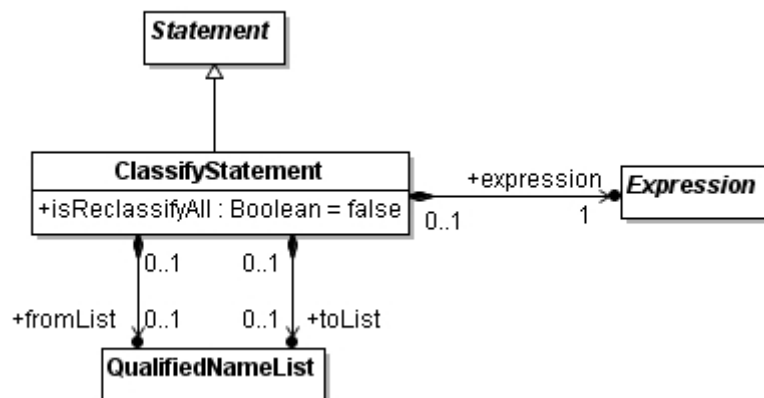 Statement
ClassifyStatement
+isReclassifyAll : Boolean = false
+expression
0..1
1
Expression
0..1
0..1
+fromList
0..1
0..1
+toList
QualifiedNameList